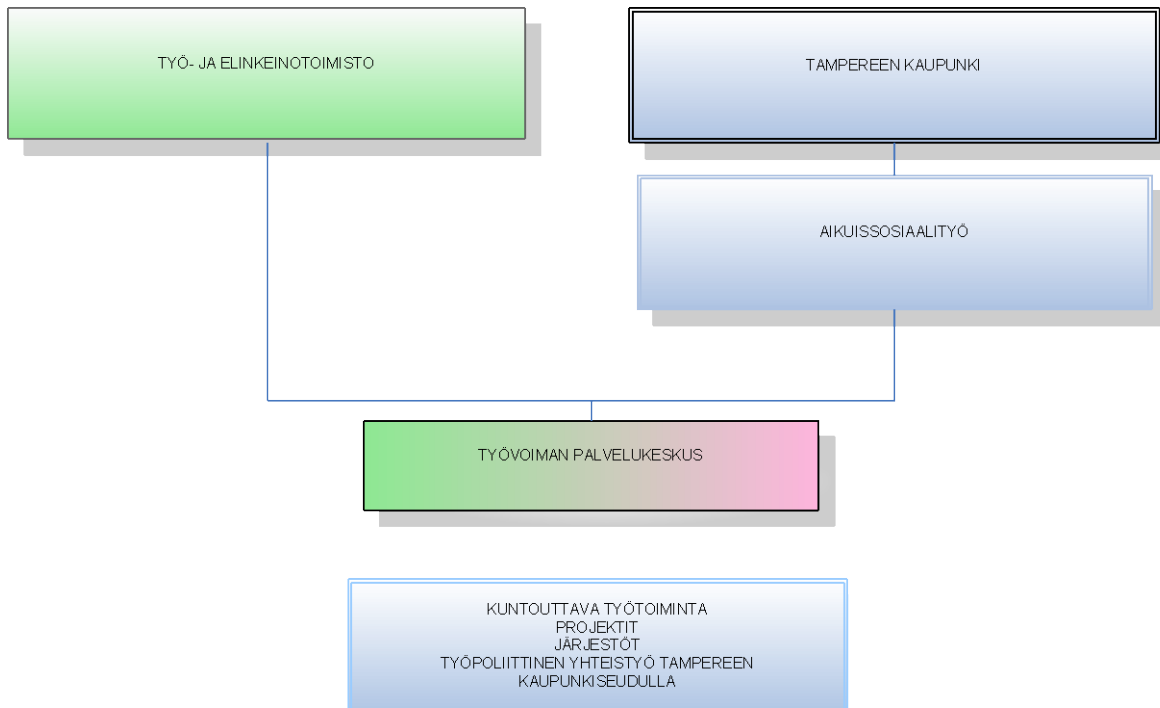 TYÖ- JA ELINKEINOTOIMISTO
TAMPEREEN KAUPUNKI
AIKUISSOSIAALITYÖ
TYÖVOIMAN PALVELUKESKUS
KUNTOUTTAVA TYÖTOIMINTA
PROJEKTIT
JÄRJESTÖT
TYÖPOLIITTINEN YHTEISTYÖ TAMPEREEN
KAUPUNKISEUDULLA